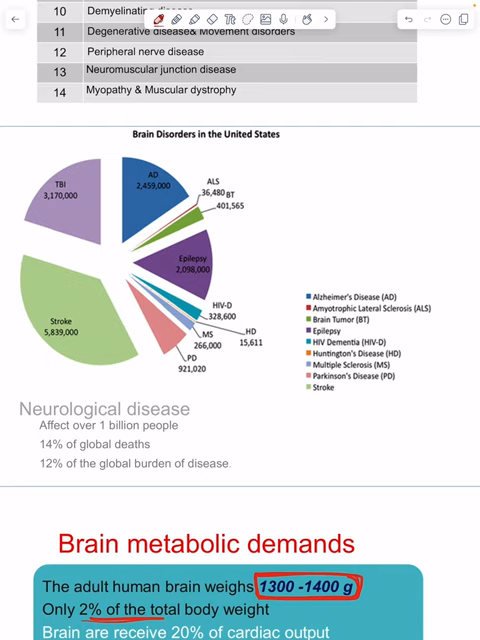 10 Demyelinating disease
11 Degenerative disease& Movement disorders
12 Peripheral nerve disease
13 Neuromuscular junction disease
14 Myopathy & Muscular dystrophy
Brain Disorders in the United States
TBI
3,170,000
AD
2,459,000
ALS
36,480
BT
401,565
Epilepsy
2,098,000
HIV-D
328,600
HD
15,611
MS
266,000
PD
921,020
Stroke
5,839,000
Alzheimer's Disease (AD)
Amyotrophic Lateral Sclerosis (ALS)
Brain Tumor (BT)
Epilepsy
HIV Dementia (HIV-D)
Huntington's Disease (HD)
Multiple Sclerosis (MS)
Parkinson's Disease (PD)
Stroke
Neurological disease
Affect over 1 billion people
14% of global deaths
12% of the global burden of disease.
Brain metabolic demands
The adult human brain weighs 1300 -1400 g
Only 2% of the total body weight
Brain are receive 20% of cardiac output